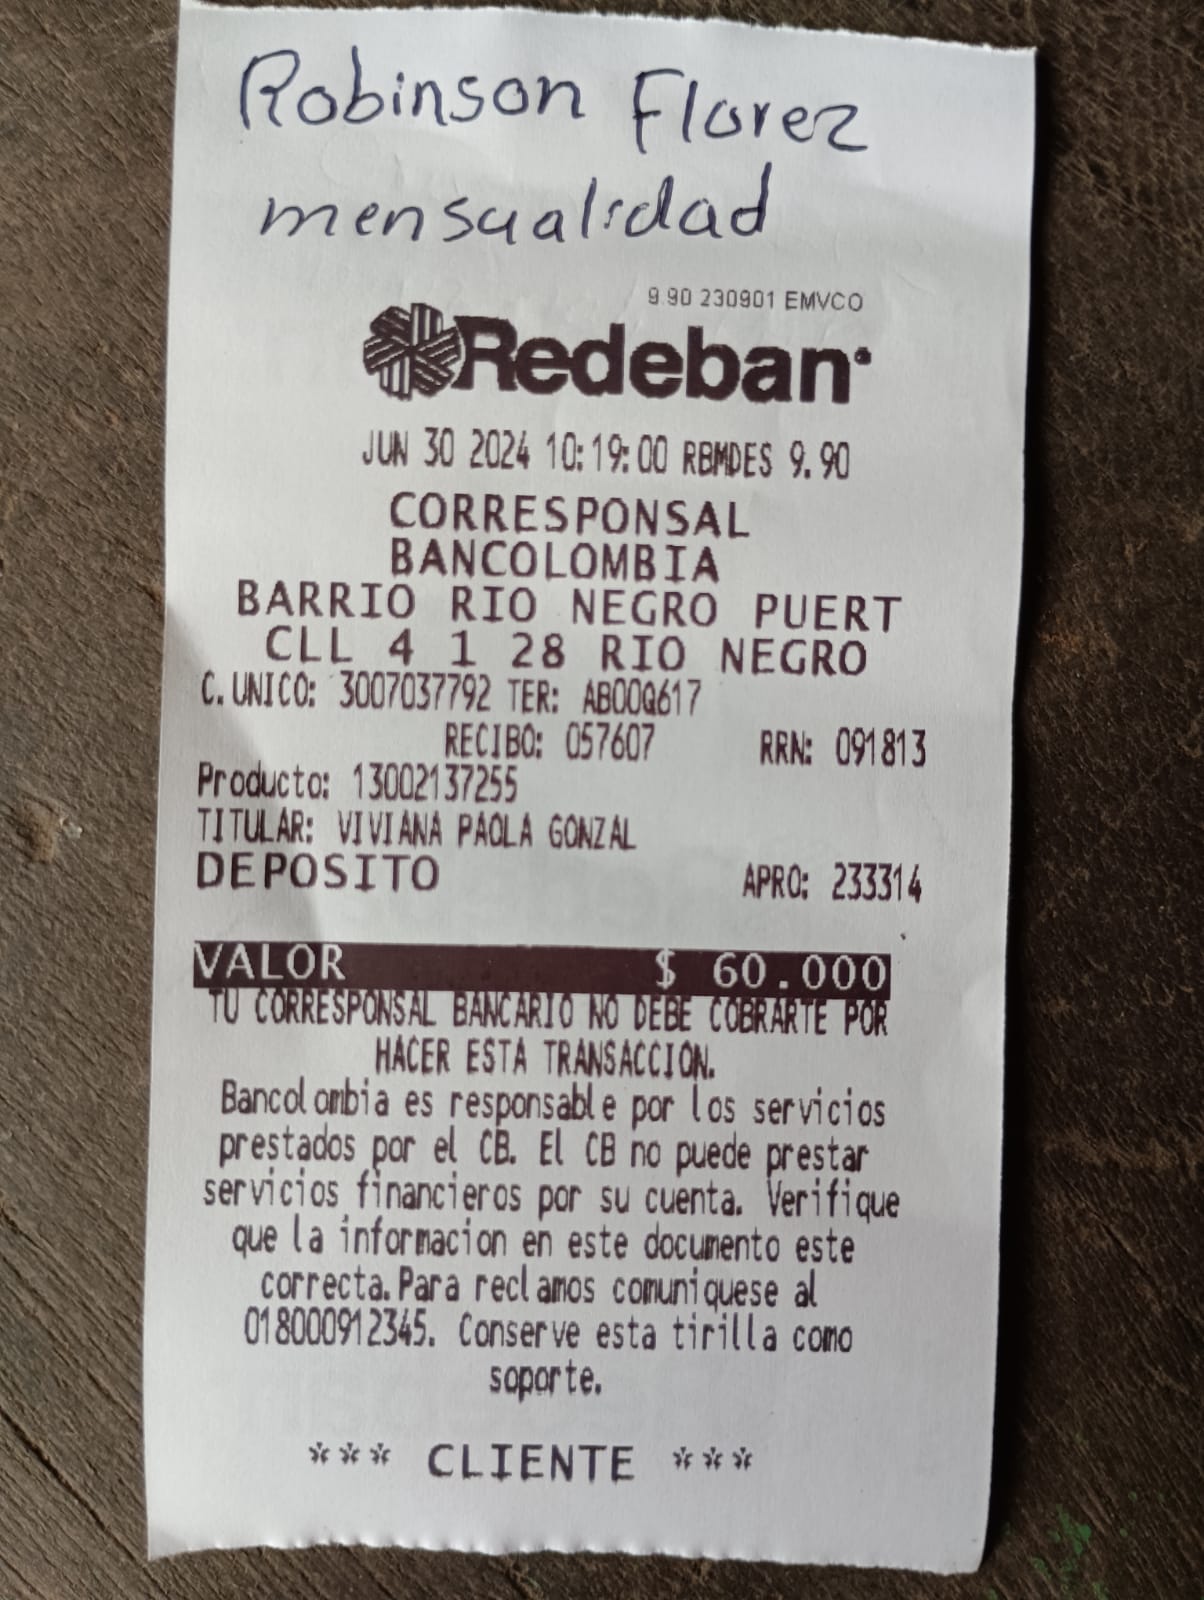 Robinson Florez
mensualidad
9.90 230901 EMVCO
Redeban
JUN 30 2024 10:19:00 RBMDES 9.90
CORRESPONSAL
BANCOLOMBIA
BARRIO RIO NEGRO PUERT
CLL 4 1 28 RIO NEGRO
C.UNICO: 3007037792 TER: AB00Q617
RECIBO: 057607 RRN: 091813
Producto: 13002137255
TITULAR: VIVIANA PAOLA GONZAL
DEPOSITO APRO: 233314
VALOR $ 60.000
TU CORRESPONSAL BANCARIO NO DEBE COBRARTE POR
HACER ESTA TRANSACCION.
Bancolombia es responsable por los servicios
prestados por el CB. El CB no puede prestar
servicios financieros por su cuenta. Verifique
que la informacion en este documento este
correcta.Para reclamos comuniquese al
018000912345. Conserve esta tirilla como
soporte.
*** CLIENTE ***